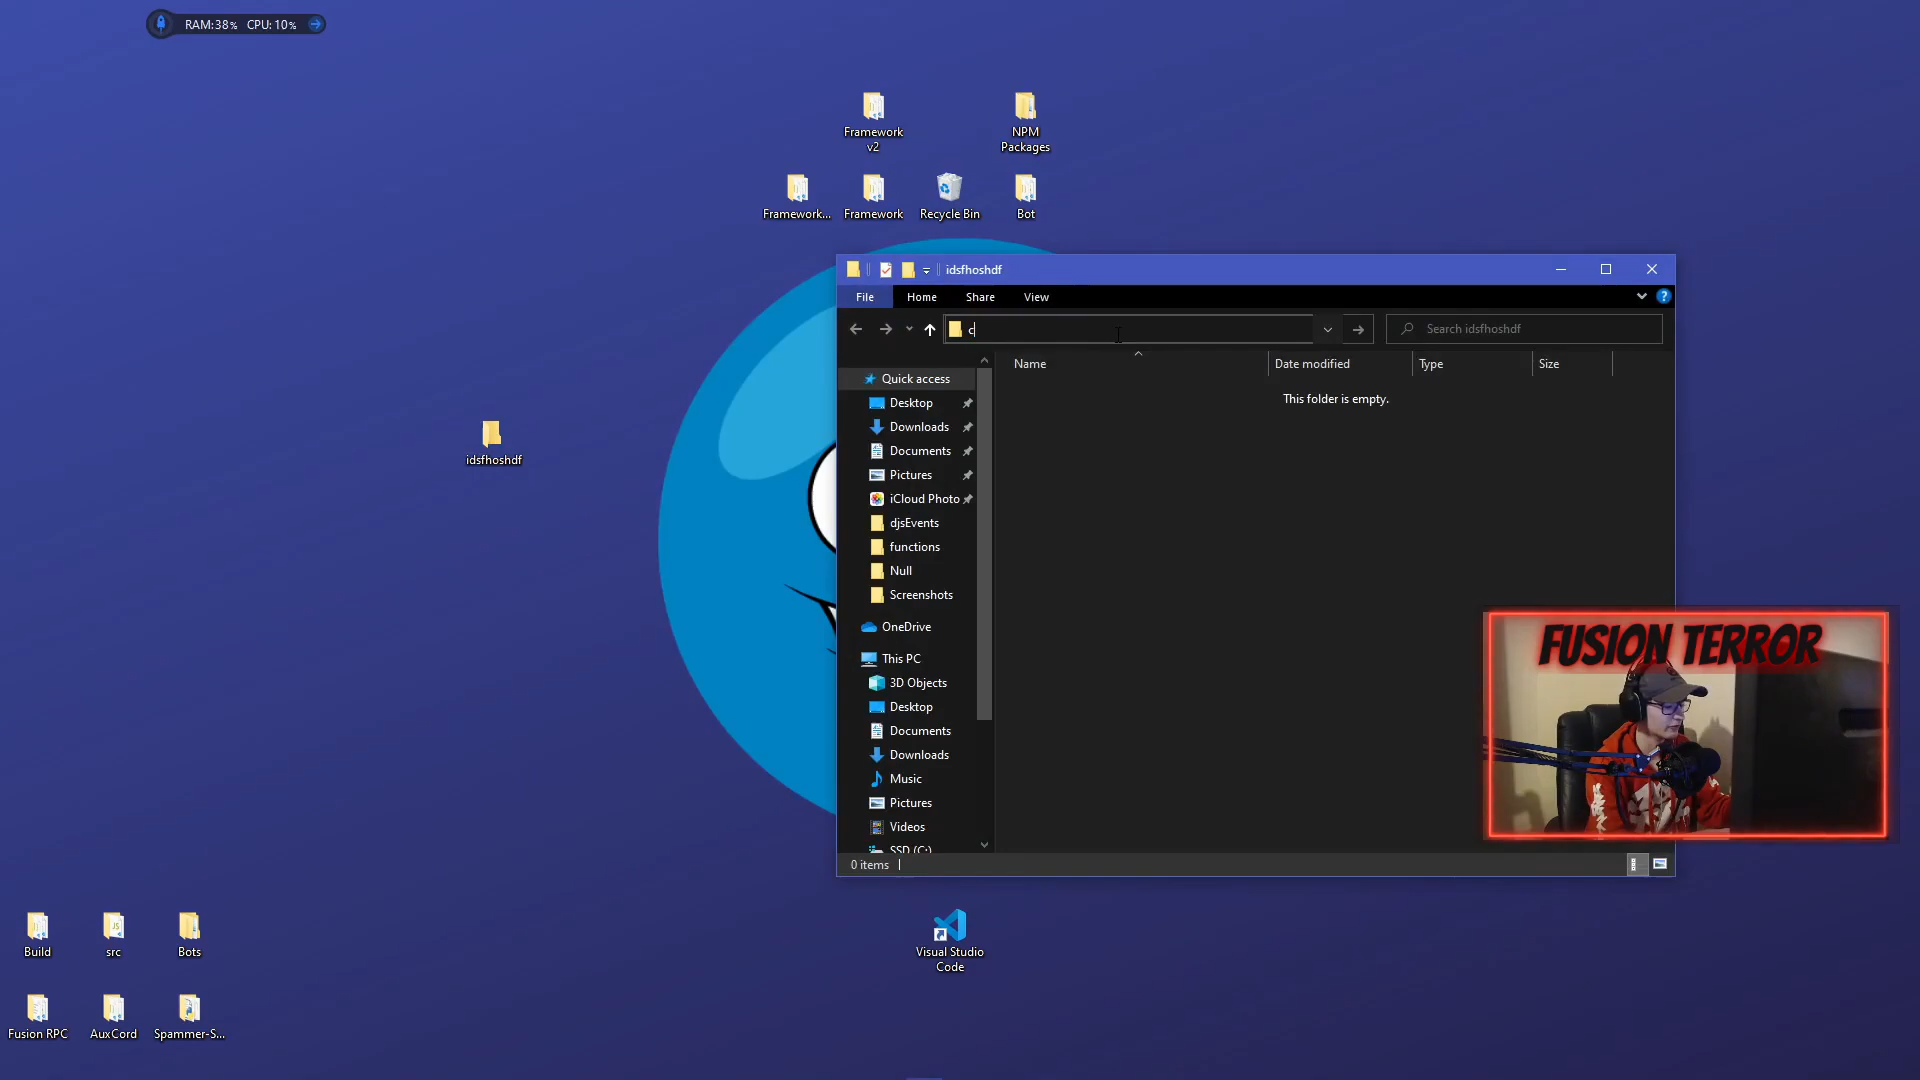 RAM:38% CPU:10%
Framework v2
NPM Packages
Framework...
Framework
Recycle Bin
Bot
idsfhoshdf
File
Home
Share
View
?
c
Search idsfhoshdf
Name
Date modified
Type
Size
This folder is empty.
Quick access
Desktop
Downloads
Documents
Pictures
iCloud Photo
djsEvents
functions
Null
Screenshots
OneDrive
This PC
3D Objects
Desktop
Documents
Downloads
Music
Pictures
Videos
SSD (C:)
0 items
idsfhoshdf
FUSION TERROR
Build
src
Bots
Visual Studio
Code
Fusion RPC
AuxCord
Spammer-S...
JS